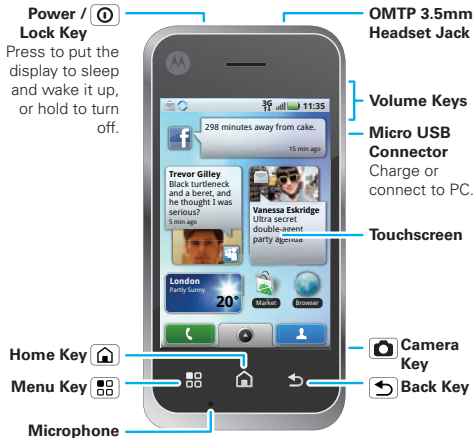 Power /
Lock Key
Press to put the
display to sleep
and wake it up,
or hold to turn
off.
OMTP 3.5mm
Headset Jack
Volume Keys
Micro USB
Connector
Charge or
connect to PC.
Touchscreen
Camera
Key
Back Key
Home Key
Menu Key
Microphone
3G
11:35
298 minutes away from cake.
15 min ago
Trevor Gilley
Black turtleneck
and a beret, and
he thought I was
serious?
5 min ago
Vanessa Eskridge
Ultra secret
double-agent
party agenda
London
Partly Sunny
20°
Market
Browser